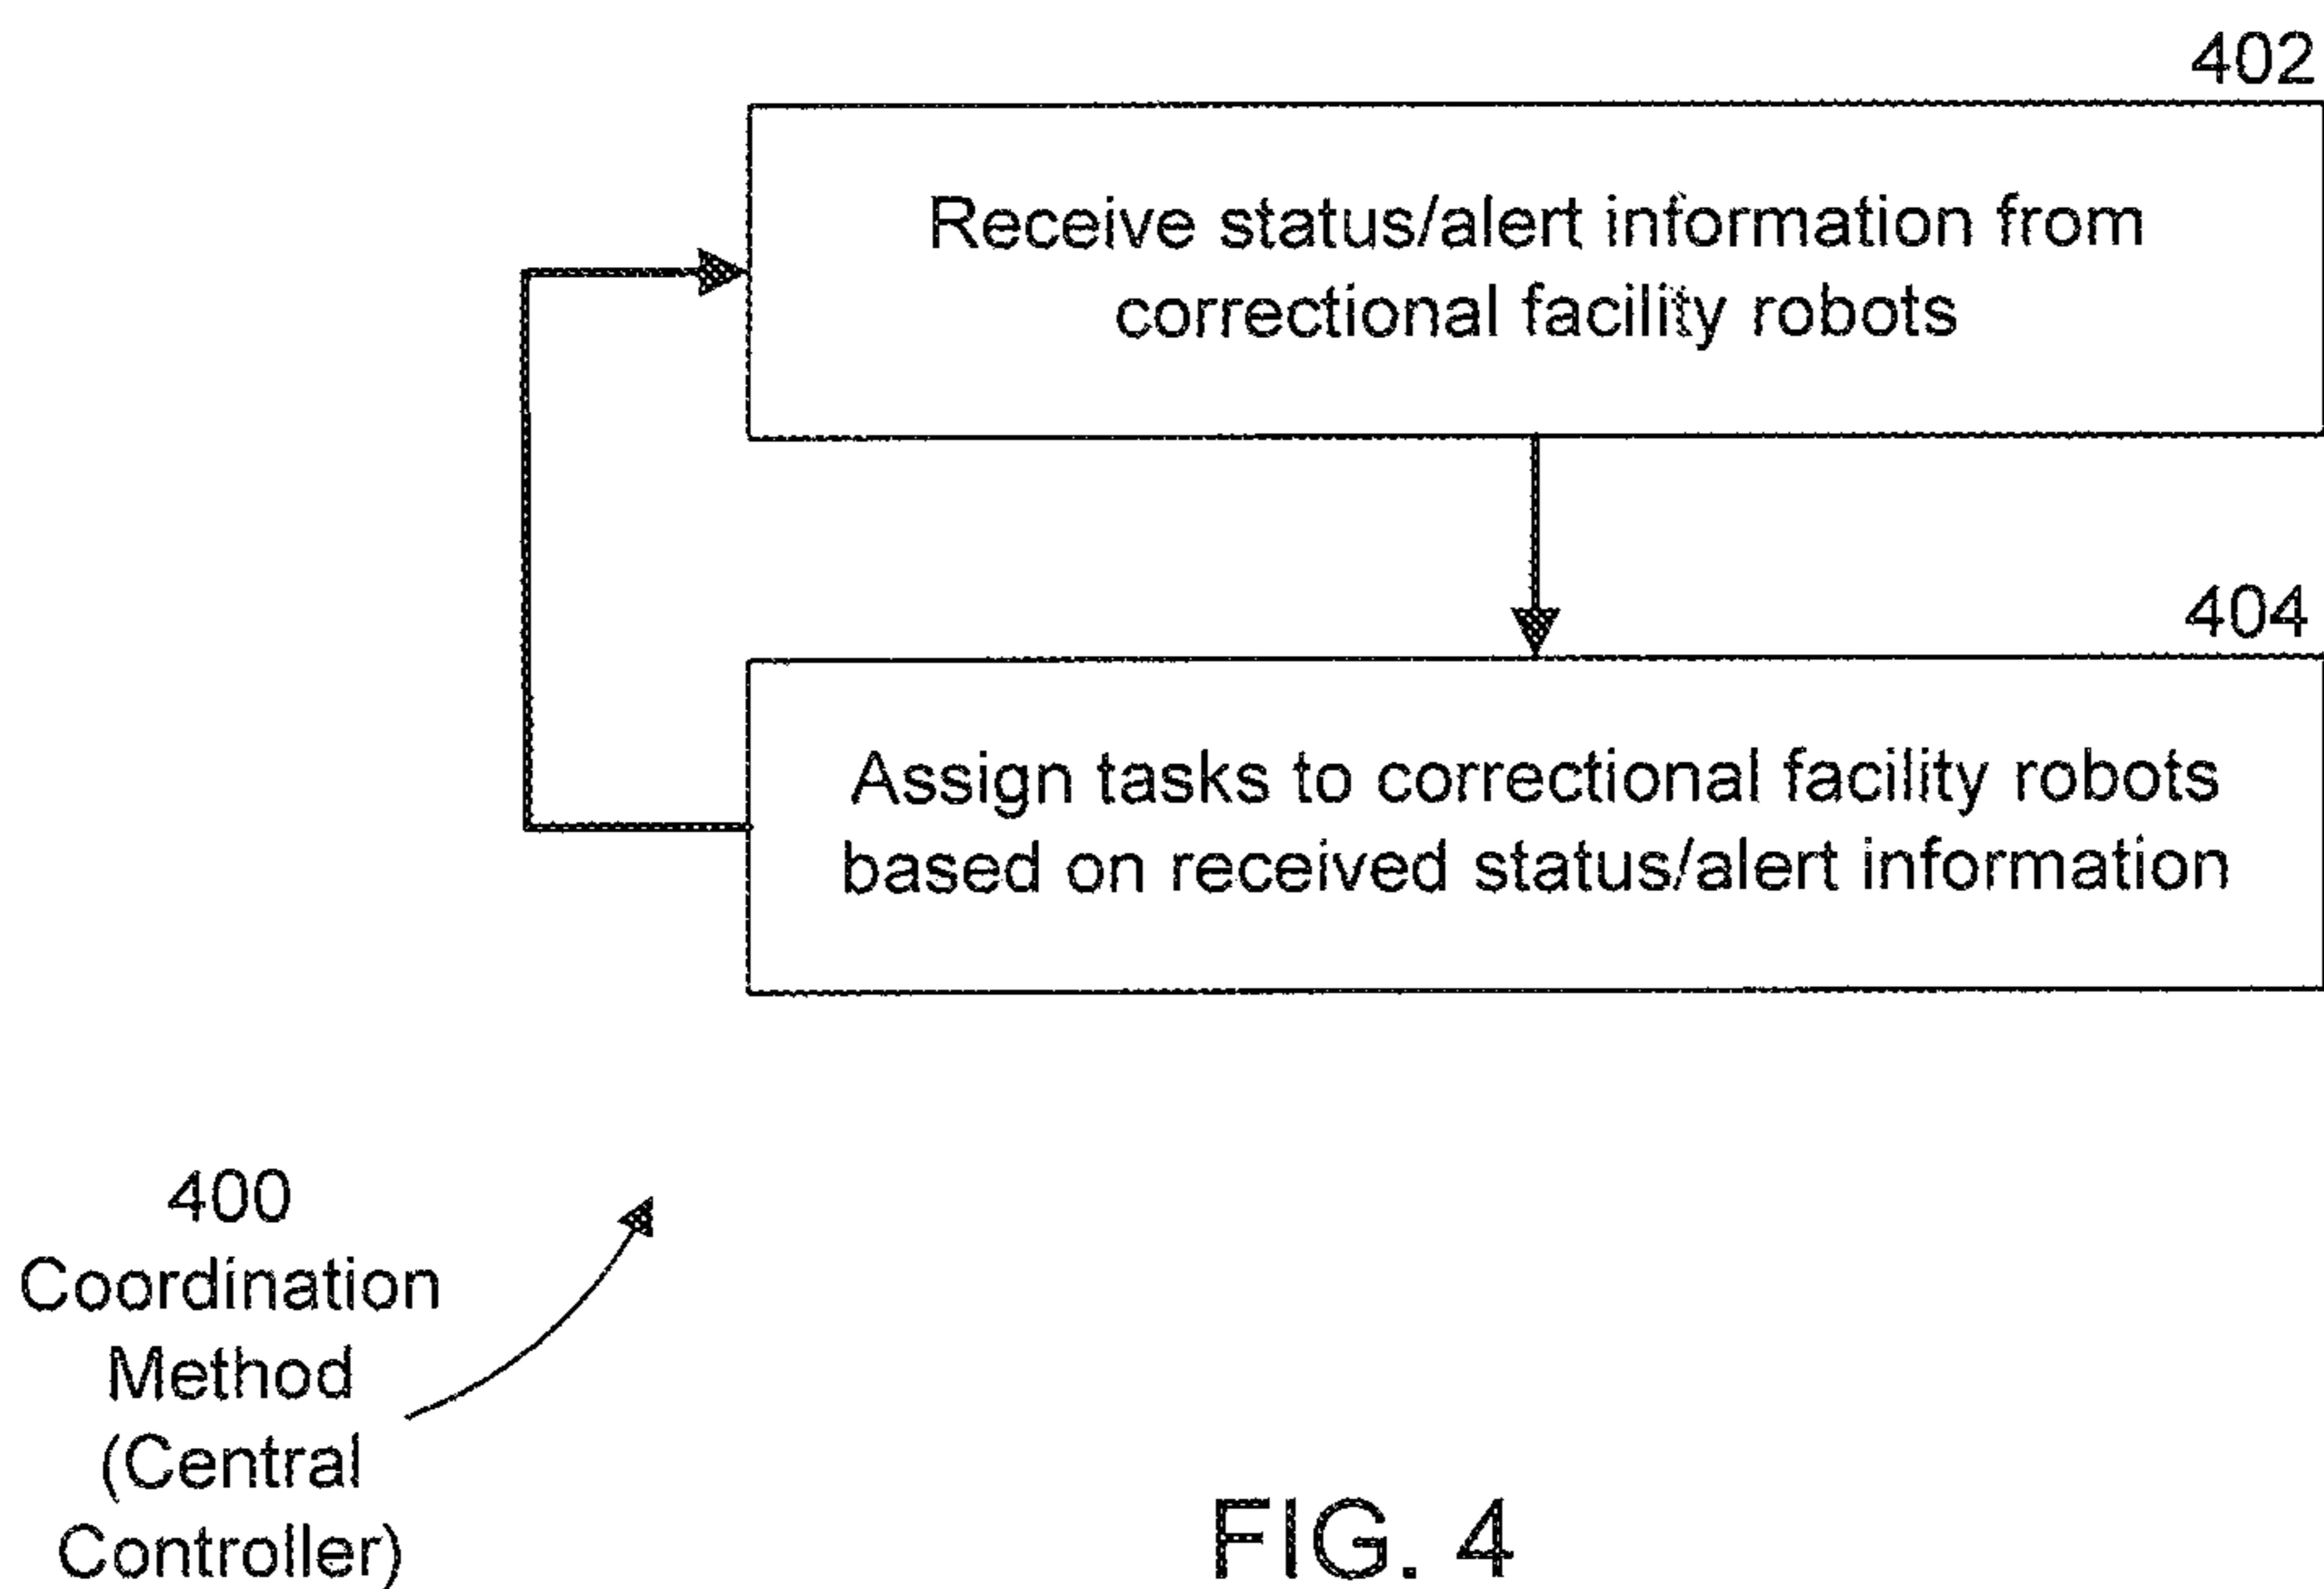 402
Receive status/alert information from
correctional facility robots
404
Assign tasks to correctional facility robots
based on received status/alert information
400
Coordination
Method
(Central
Controller)
FIG. 4